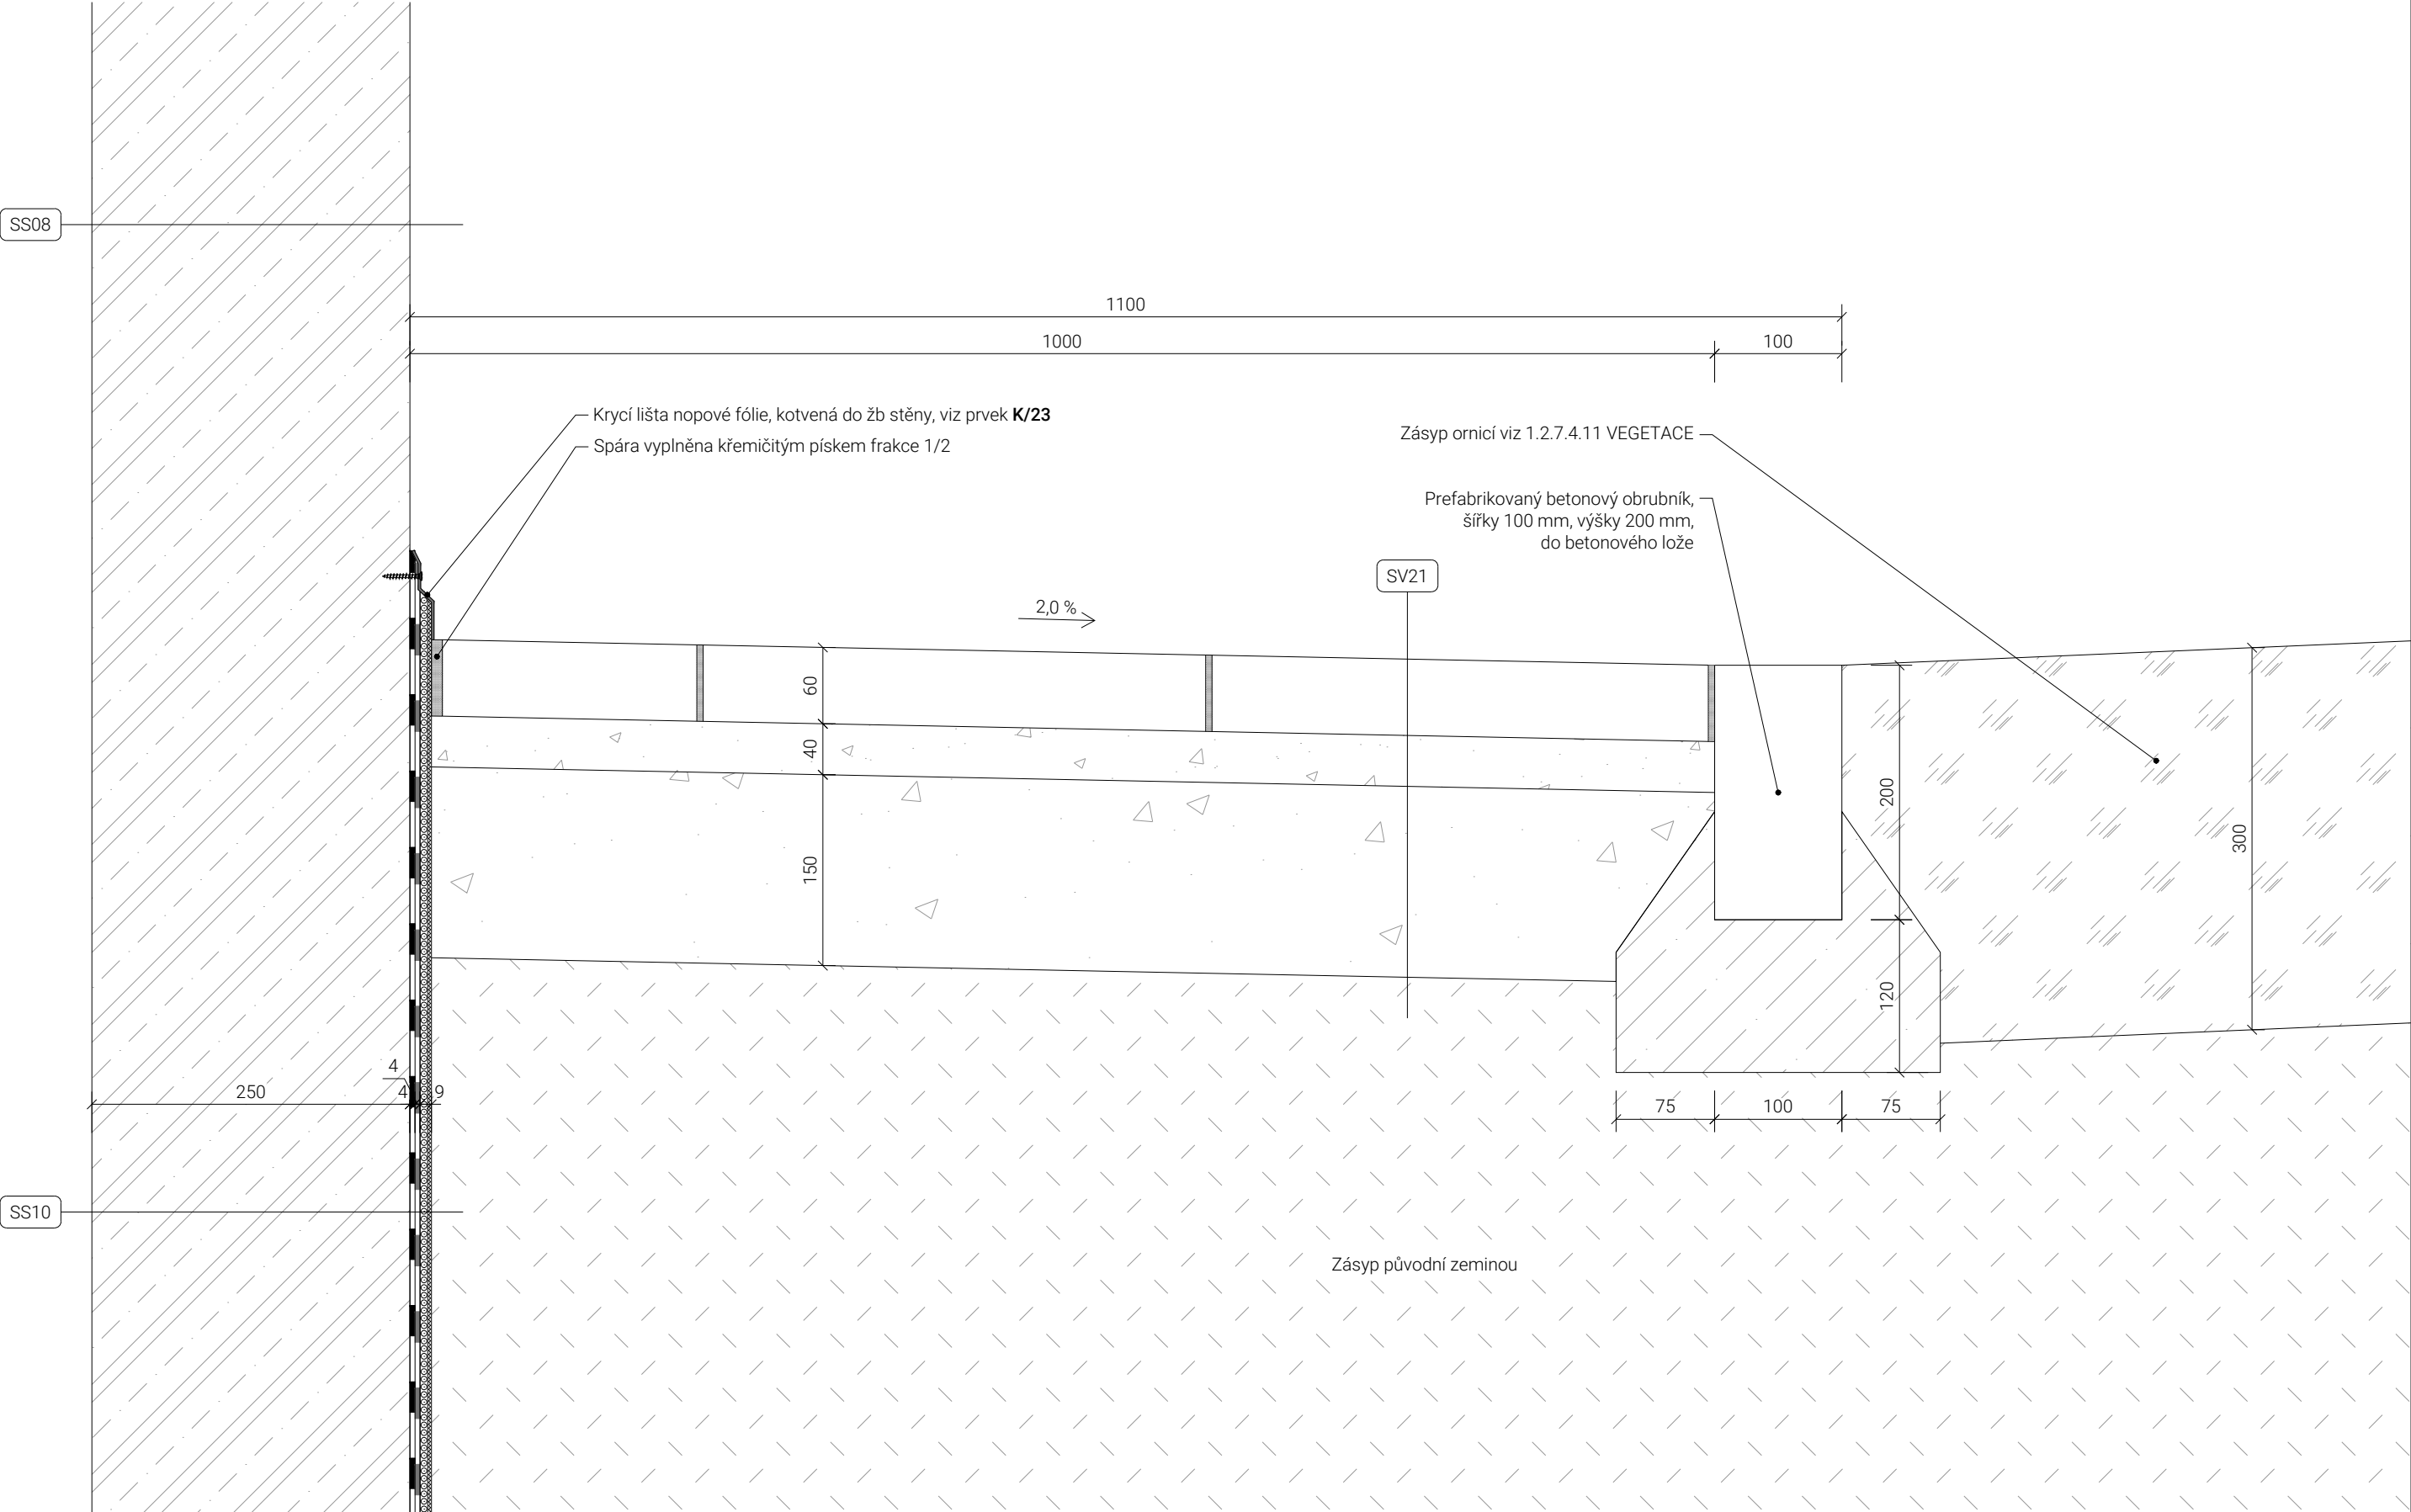 SS08
1100
1000
100
Krycí lišta nopové fólie, kotvená do žb stěny, viz prvek K/23
Spára vyplněna křemičitým pískem frakce 1/2
Zásyp ornicí viz 1.2.7.4.11 VEGETACE
Prefabrikovaný betonový obrubník,
šířky 100 mm, výšky 200 mm,
do betonového lože
SV21
2,0 %
60
40
150
200
300
120
4
250
4
9
75
100
75
SS10
Zásyp původní zeminou